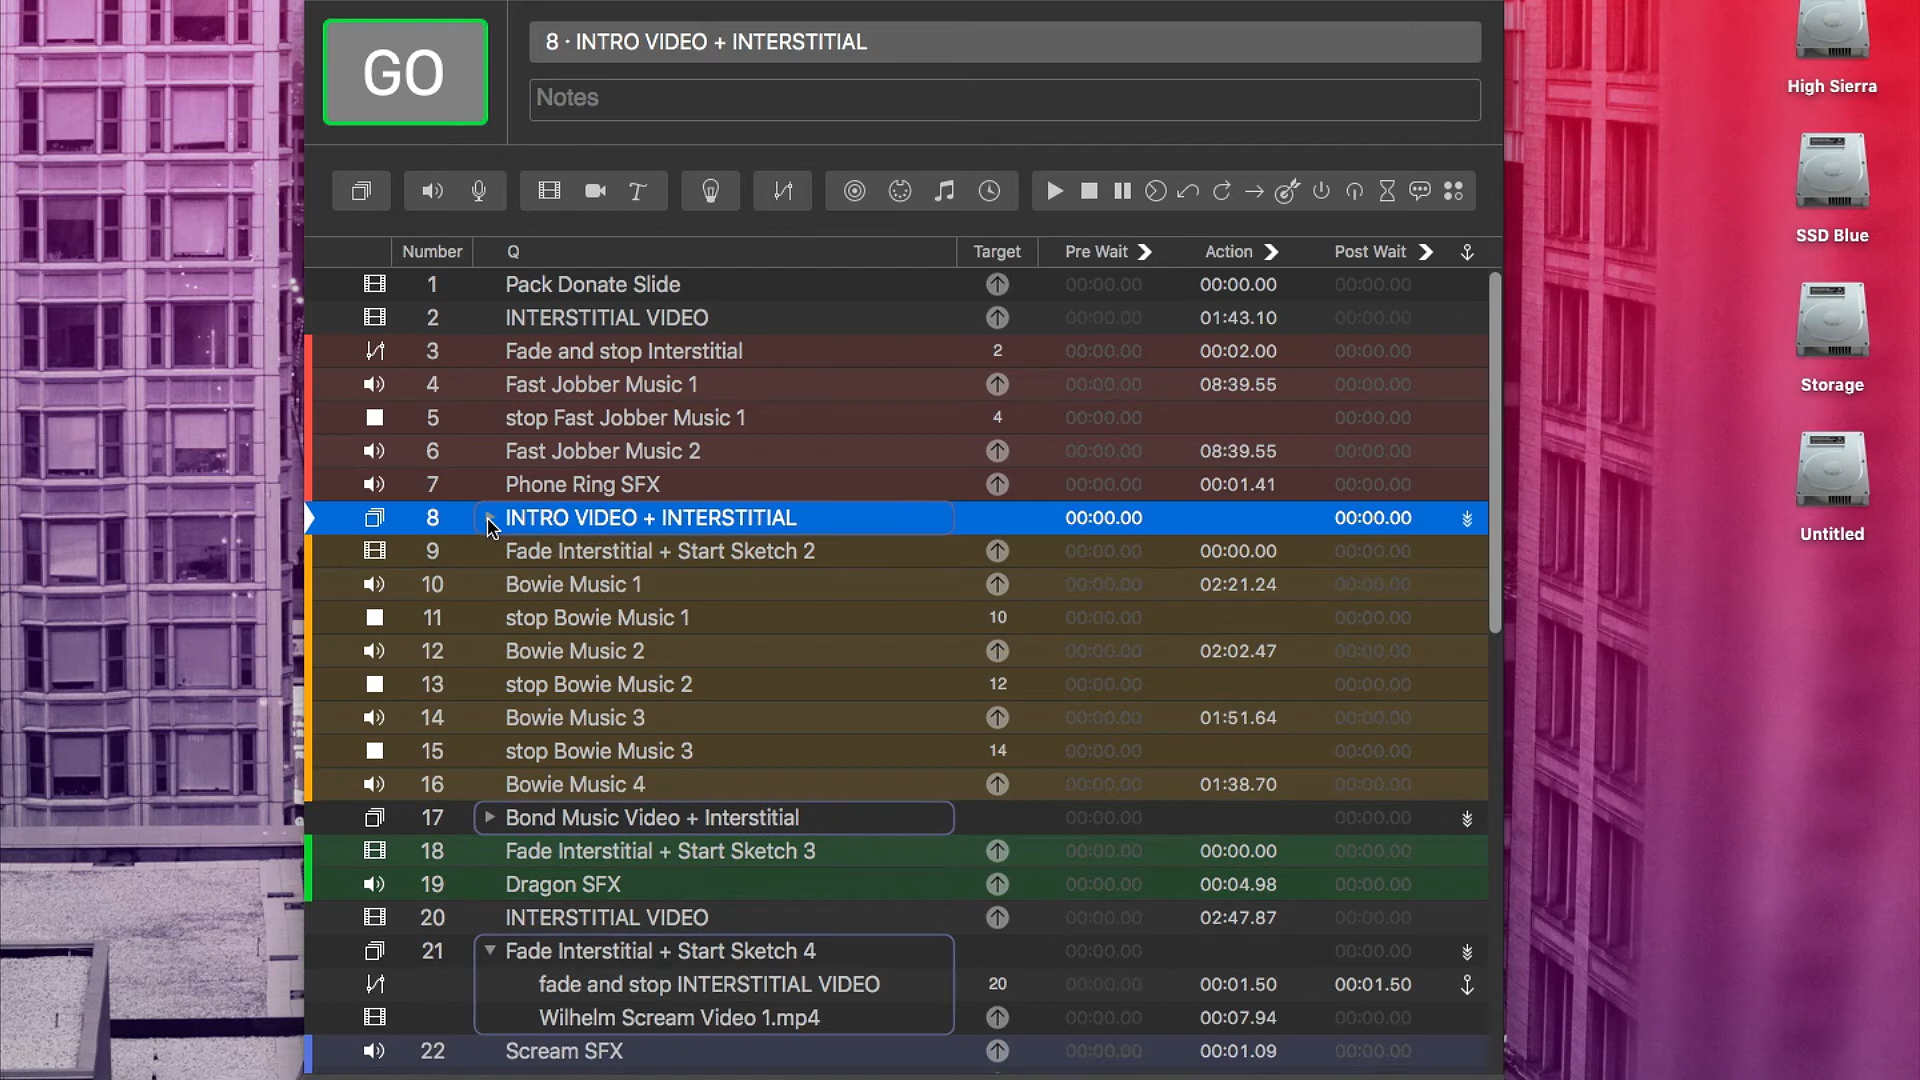 GO
8 · INTRO VIDEO + INTERSTITIAL
Notes
Number Q Target Pre Wait Action Post Wait
1 Pack Donate Slide 00:00.00 00:00.00 00:00.00
2 INTERSTITIAL VIDEO 00:00.00 01:43.10 00:00.00
3 Fade and stop Interstitial 2 00:00.00 00:02.00 00:00.00
4 Fast Jobber Music 1 00:00.00 08:39.55 00:00.00
5 stop Fast Jobber Music 1 4 00:00.00 00:00.00
6 Fast Jobber Music 2 00:00.00 08:39.55 00:00.00
7 Phone Ring SFX 00:00.00 00:01.41 00:00.00
8 INTRO VIDEO + INTERSTITIAL 00:00.00 00:00.00
9 Fade Interstitial + Start Sketch 2 00:00.00 00:00.00 00:00.00
10 Bowie Music 1 00:00.00 02:21.24 00:00.00
11 stop Bowie Music 1 10 00:00.00 00:00.00
12 Bowie Music 2 00:00.00 02:02.47 00:00.00
13 stop Bowie Music 2 12 00:00.00 00:00.00
14 Bowie Music 3 00:00.00 01:51.64 00:00.00
15 stop Bowie Music 3 14 00:00.00 00:00.00
16 Bowie Music 4 00:00.00 01:38.70 00:00.00
17 Bond Music Video + Interstitial 00:00.00 00:00.00
18 Fade Interstitial + Start Sketch 3 00:00.00 00:00.00 00:00.00
19 Dragon SFX 00:00.00 00:04.98 00:00.00
20 INTERSTITIAL VIDEO 00:00.00 02:47.87 00:00.00
21 Fade Interstitial + Start Sketch 4 00:00.00 00:00.00
fade and stop INTERSTITIAL VIDEO 20 00:00.00 00:01.50 00:01.50
Wilhelm Scream Video 1.mp4 00:00.00 00:07.94 00:00.00
22 Scream SFX 00:00.00 00:01.09 00:00.00
High Sierra
SSD Blue
Storage
Untitled